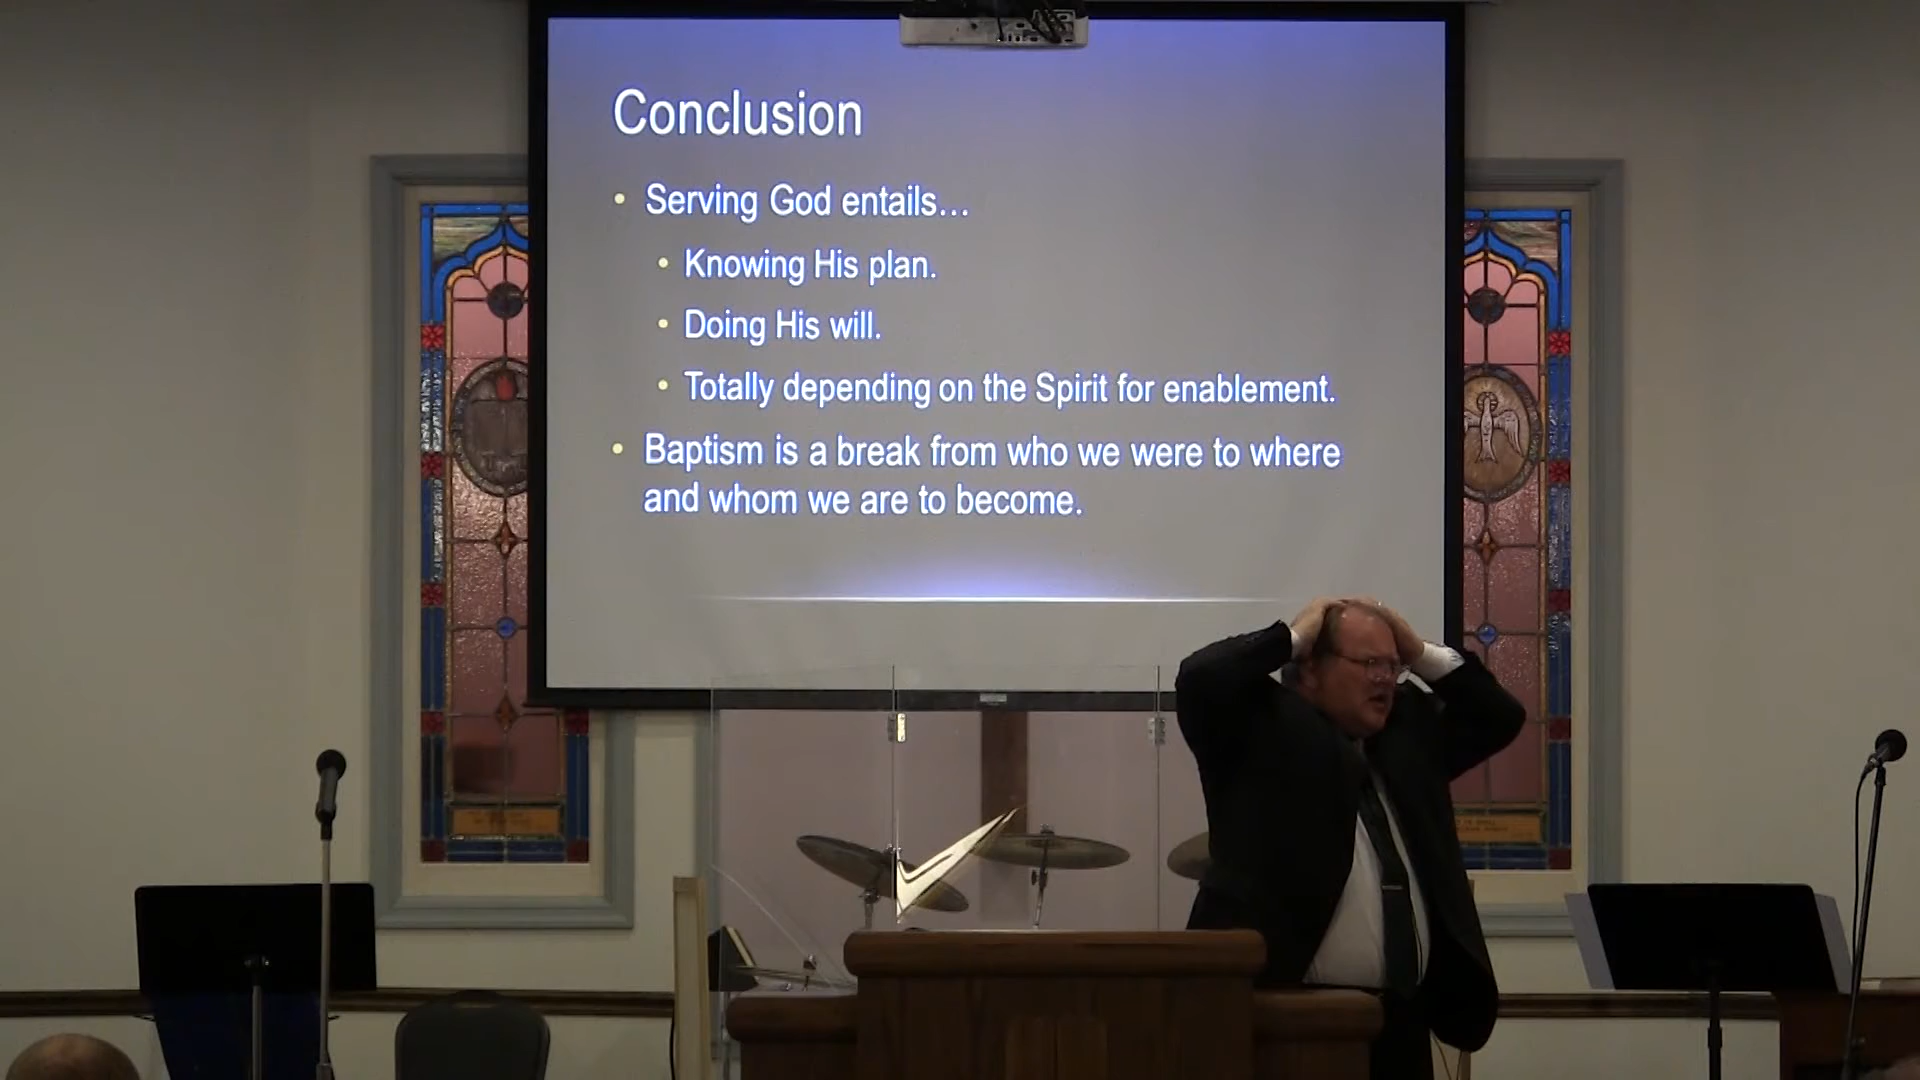 Conclusion
• Serving God entails…
• Knowing His plan.
• Doing His will.
• Totally depending on the Spirit for enablement.
• Baptism is a break from who we were to where
and whom we are to become.